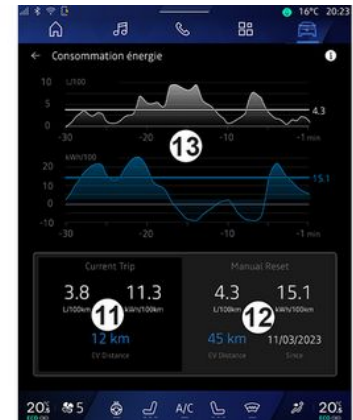 16°C 20:23
Consommation énergie
10 L/100
5
4.3
0
-30 -20 -10 -1 min
13
kWh/100
20
15.1
10
0
-10
-30 -20 -10 -1 min
Current Trip Manual Reset
3.8 11.3 4.3 15.1
L/100km kWh/100km L/100km kWh/100km
11 12
12 km 45 km 11/03/2023
EV Distance EV Distance Since
20.5 5 A/C 20.5